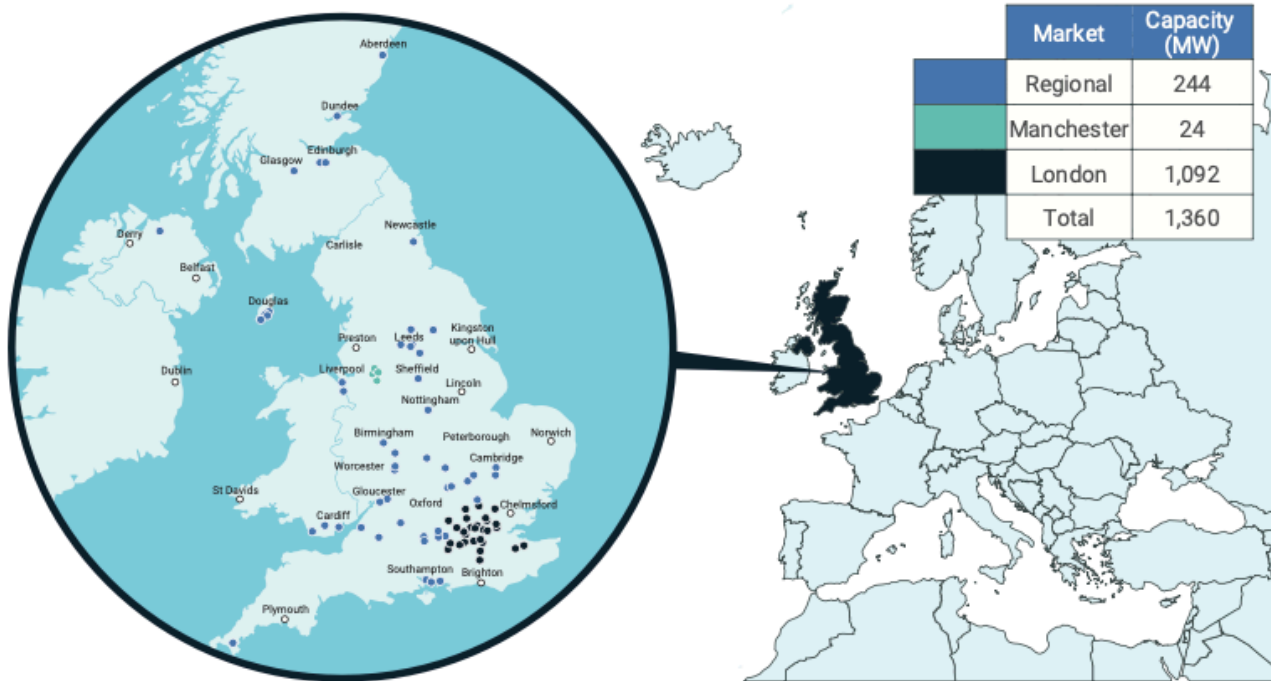 Aberdeen
Dundee
Edinburgh
Glasgow
Newcastle
Derry
Carlisle
Belfast
Douglas
Kingston
upon Hull
Preston
Leeds
Dublin
Liverpool
Sheffield
Lincoln
Nottingham
Birmingham
Peterborough
Norwich
Worcester
Cambridge
St Davids
Gloucester
Oxford
Chelmsford
Cardiff
Southampton
Brighton
Plymouth
Market Capacity (MW)
Regional 244
Manchester 24
London 1,092
Total 1,360